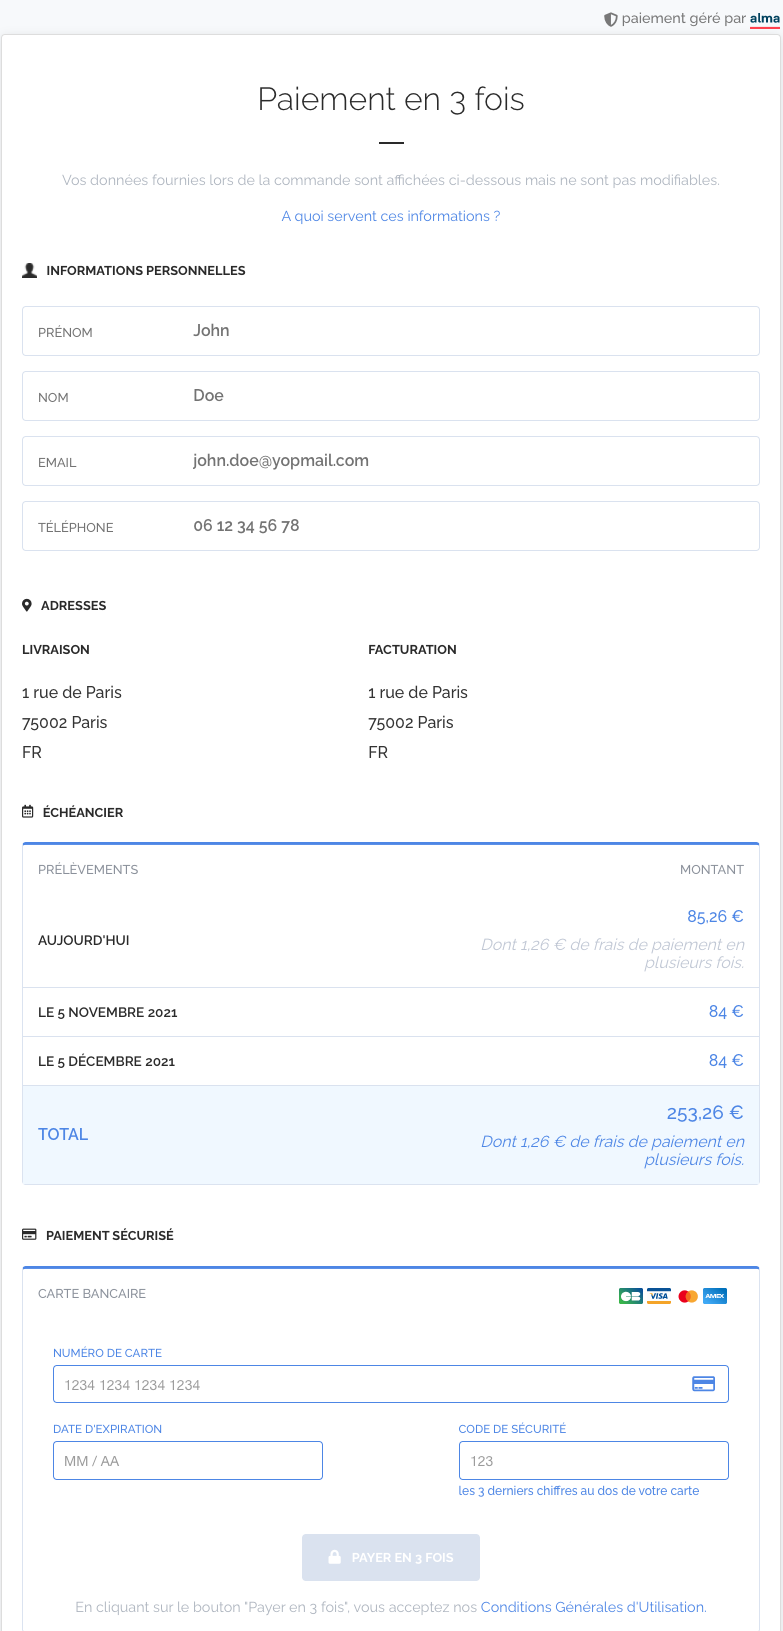 paiement géré par alma
Paiement en 3 fois
Vos données fournies lors de la commande sont affichées ci-dessous mais ne sont pas modifiables.
A quoi servent ces informations ?
INFORMATIONS PERSONNELLES
PRÉNOM John
NOM Doe
EMAIL john.doe@yopmail.com
TÉLÉPHONE 06 12 34 56 78
ADRESSES
LIVRAISON FACTURATION
1 rue de Paris 1 rue de Paris
75002 Paris 75002 Paris
FR FR
ÉCHÉANCIER
PRÉLÈVEMENTS MONTANT
85,26 €
AUJOURD'HUI
Dont 1,26 € de frais de paiement en
plusieurs fois.
LE 5 NOVEMBRE 2021 84 €
LE 5 DÉCEMBRE 2021 84 €
253,26 €
TOTAL
Dont 1,26 € de frais de paiement en
plusieurs fois.
PAIEMENT SÉCURISÉ
CARTE BANCAIRE CB VISA AMEX
NUMÉRO DE CARTE
1234 1234 1234 1234
DATE D'EXPIRATION CODE DE SÉCURITÉ
MM / AA 123
les 3 derniers chiffres au dos de votre carte
PAYER EN 3 FOIS
En cliquant sur le bouton "Payer en 3 fois", vous acceptez nos Conditions Générales d'Utilisation.